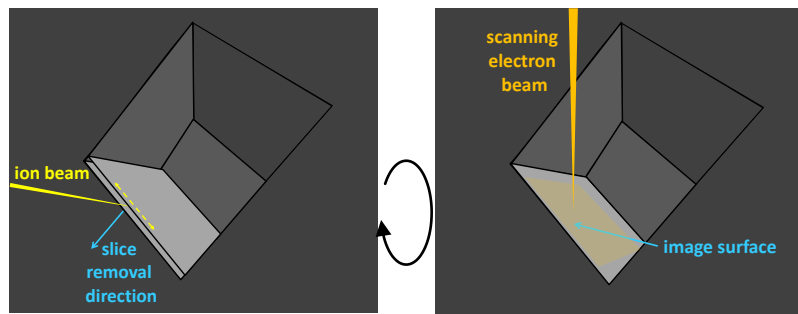 ion beam
slice
removal
direction
scanning
electron
beam
image surface